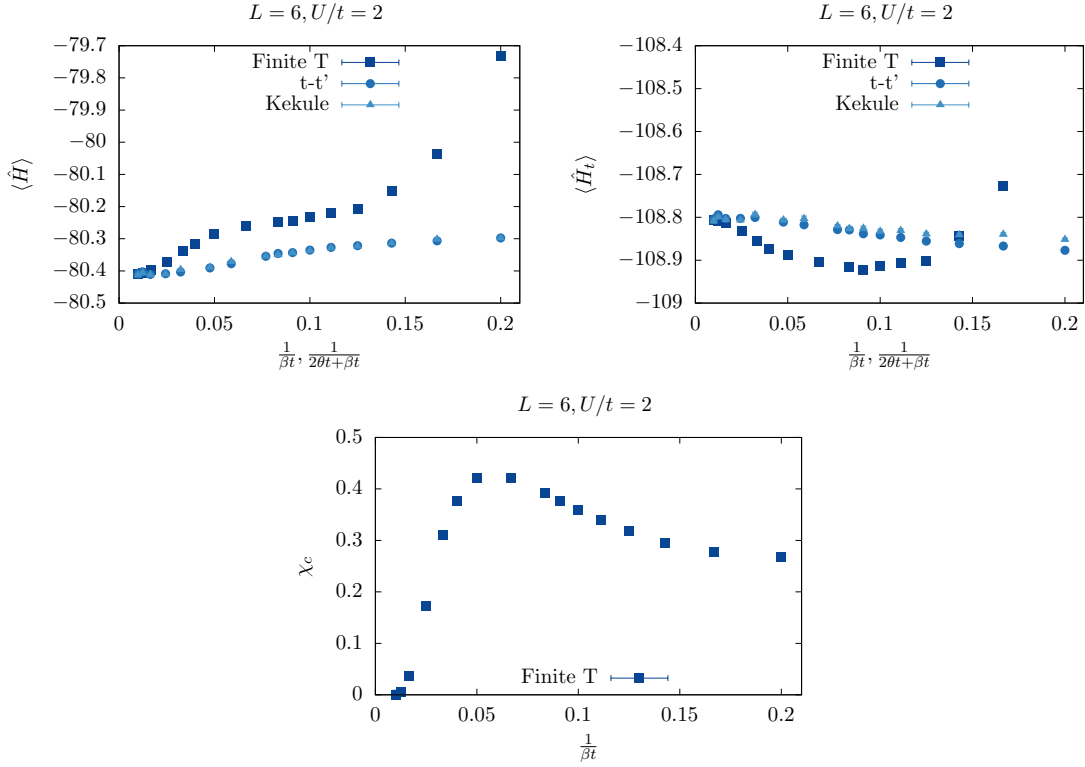 L = 6, U/t = 2
−79.7
−79.8
−79.9
−80
−80.1
−80.2
−80.3
−80.4
−80.5
⟨Ĥ⟩
Finite T
t-t'
Kekule
0
0.05
0.1
0.15
0.2
1/βt, 1/(2θt+βt)
L = 6, U/t = 2
−108.4
−108.5
−108.6
−108.7
−108.8
−108.9
−109
⟨Ĥ_t⟩
Finite T
t-t'
Kekule
0
0.05
0.1
0.15
0.2
1/βt, 1/(2θt+βt)
L = 6, U/t = 2
0.5
0.4
0.3
0.2
0.1
0
χ_c
Finite T
0
0.05
0.1
0.15
0.2
1/βt